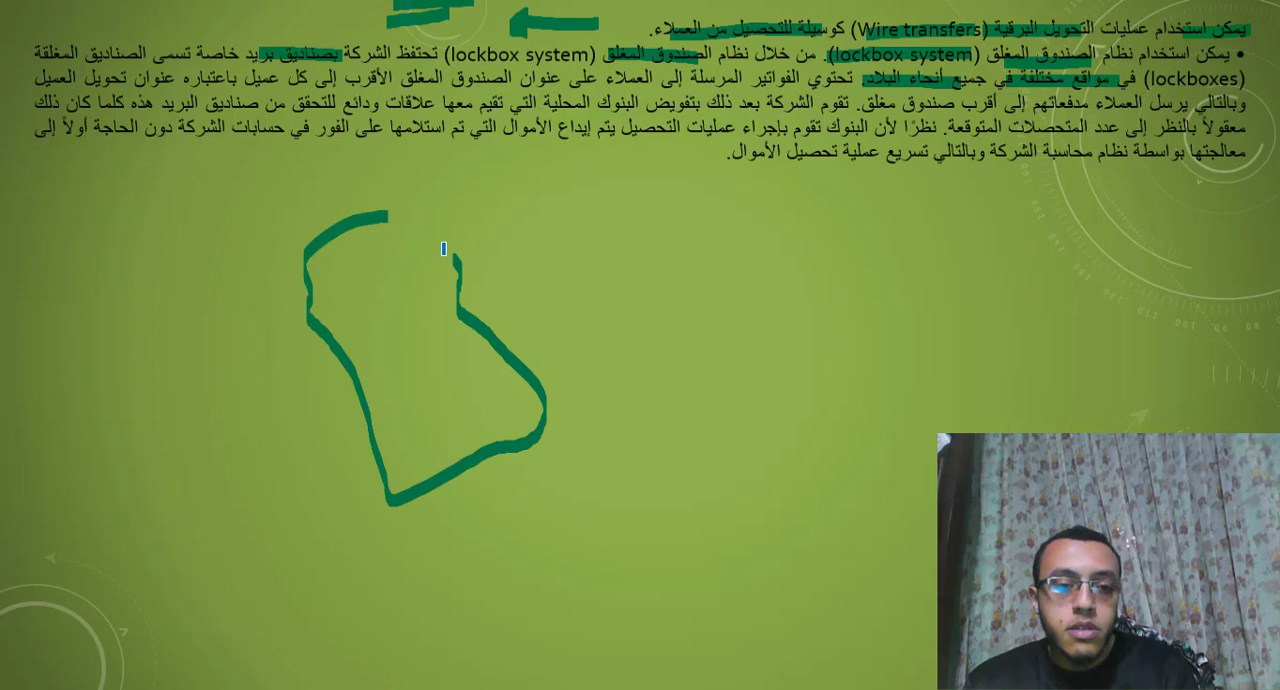 يمكن استخدام عمليات التحويل البرقية (Wire transfers) كوسيلة للتحصيل من العملاء.
• يمكن استخدام نظام الصندوق المغلق (lockbox system). من خلال نظام الصندوق المغلق (lockbox system) تحتفظ الشركة بصناديق بريد خاصة تسمى الصناديق المغلقة
(lockboxes) في مواقع مختلفة في جميع أنحاء البلاد. تحتوي الفواتير المرسلة إلى العملاء على عنوان الصندوق المغلق الأقرب إلى كل عميل باعتباره عنوان تحويل العميل
وبالتالي يرسل العملاء مدفعاتهم إلى أقرب صندوق مغلق. تقوم الشركة بعد ذلك بتفويض البنوك المحلية التي تقيم معها علاقات ودائع للتحقق من صناديق البريد هذه كلما كان ذلك
معقولاً بالنظر إلى عدد المتحصلات المتوقعة. نظرًا لأن البنوك تقوم بإجراء عمليات التحصيل يتم إيداع الأموال التي تم استلامها على الفور في حسابات الشركة دون الحاجة أولاً إلى
معالجتها بواسطة نظام محاسبة الشركة وبالتالي تسريع عملية تحصيل الأموال.